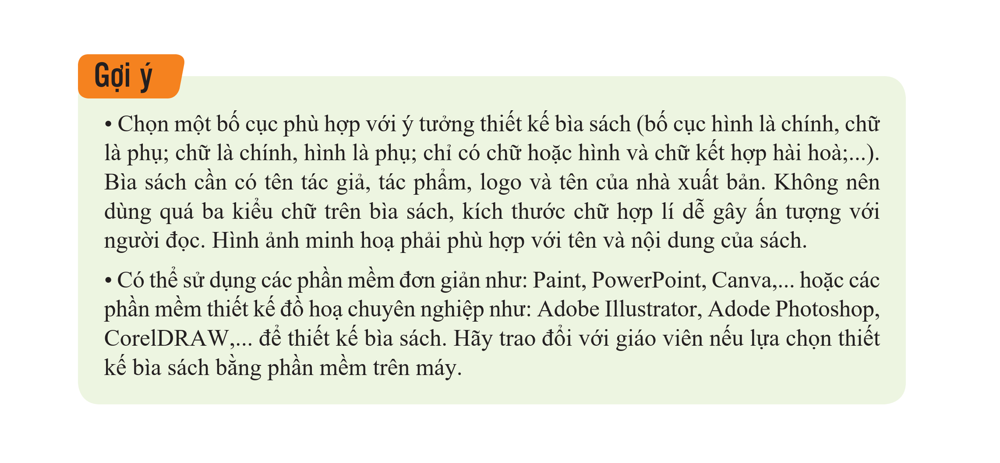 Gợi ý
• Chọn một bố cục phù hợp với ý tưởng thiết kế bìa sách (bố cục hình là chính, chữ
là phụ; chữ là chính, hình là phụ; chỉ có chữ hoặc hình và chữ kết hợp hài hoà;...).
Bìa sách cần có tên tác giả, tác phẩm, logo và tên của nhà xuất bản. Không nên
dùng quá ba kiểu chữ trên bìa sách, kích thước chữ hợp lí dễ gây ấn tượng với
người đọc. Hình ảnh minh hoạ phải phù hợp với tên và nội dung của sách.
• Có thể sử dụng các phần mềm đơn giản như: Paint, PowerPoint, Canva,... hoặc các
phần mềm thiết kế đồ hoạ chuyên nghiệp như: Adobe Illustrator, Adode Photoshop,
CorelDRAW,... để thiết kế bìa sách. Hãy trao đổi với giáo viên nếu lựa chọn thiết
kế bìa sách bằng phần mềm trên máy.